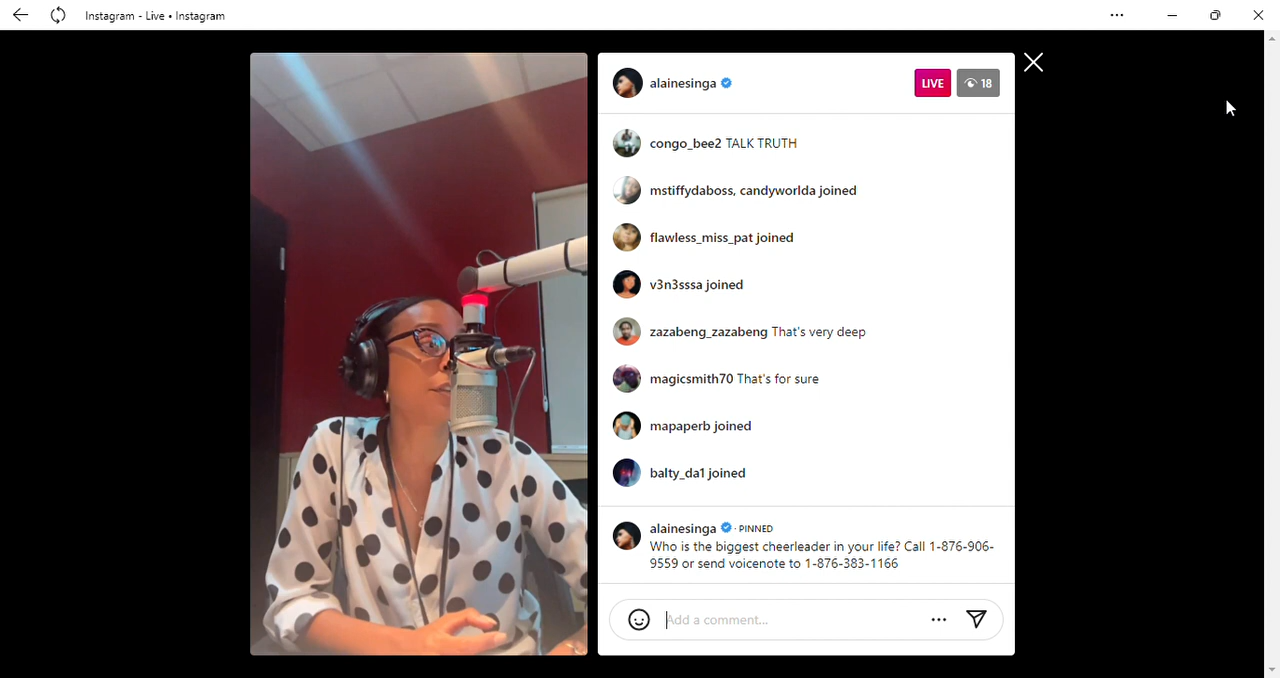 Instagram - Live • Instagram
alainesinga
LIVE
18
congo_bee2 TALK TRUTH
mstiffydaboss, candyworlda joined
flawless_miss_pat joined
v3n3sssa joined
zazabeng_zazabeng That's very deep
magicsmith70 That's for sure
mapaperb joined
balty_da1 joined
alainesinga · PINNED
Who is the biggest cheerleader in your life? Call 1-876-906-
9559 or send voicenote to 1-876-383-1166
Add a comment...